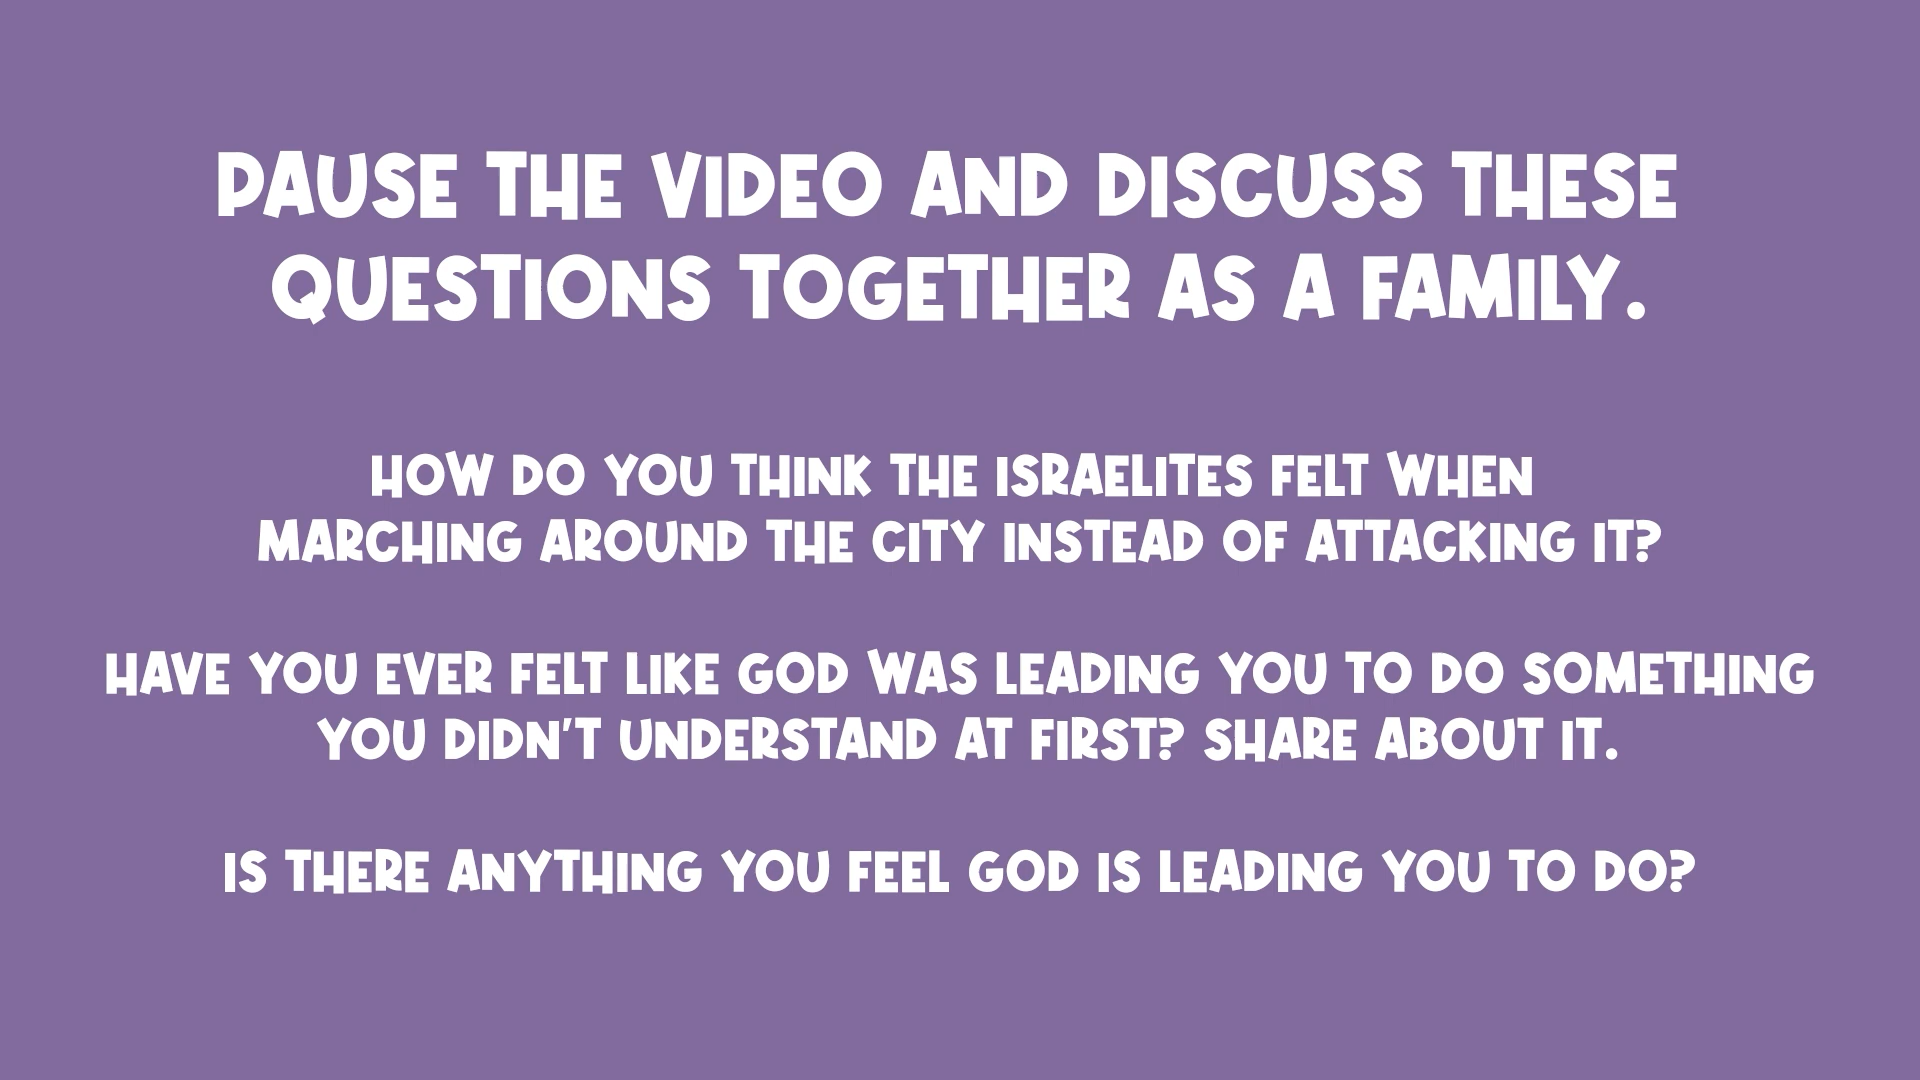 PAUSE THE VIDEO AND DISCUSS THESE
QUESTIONS TOGETHER AS A FAMILY.
HOW DO YOU THINK THE ISRAELITES FELT WHEN
MARCHING AROUND THE CITY INSTEAD OF ATTACKING IT?
HAVE YOU EVER FELT LIKE GOD WAS LEADING YOU TO DO SOMETHING
YOU DIDN'T UNDERSTAND AT FIRST? SHARE ABOUT IT.
IS THERE ANYTHING YOU FEEL GOD IS LEADING YOU TO DO?